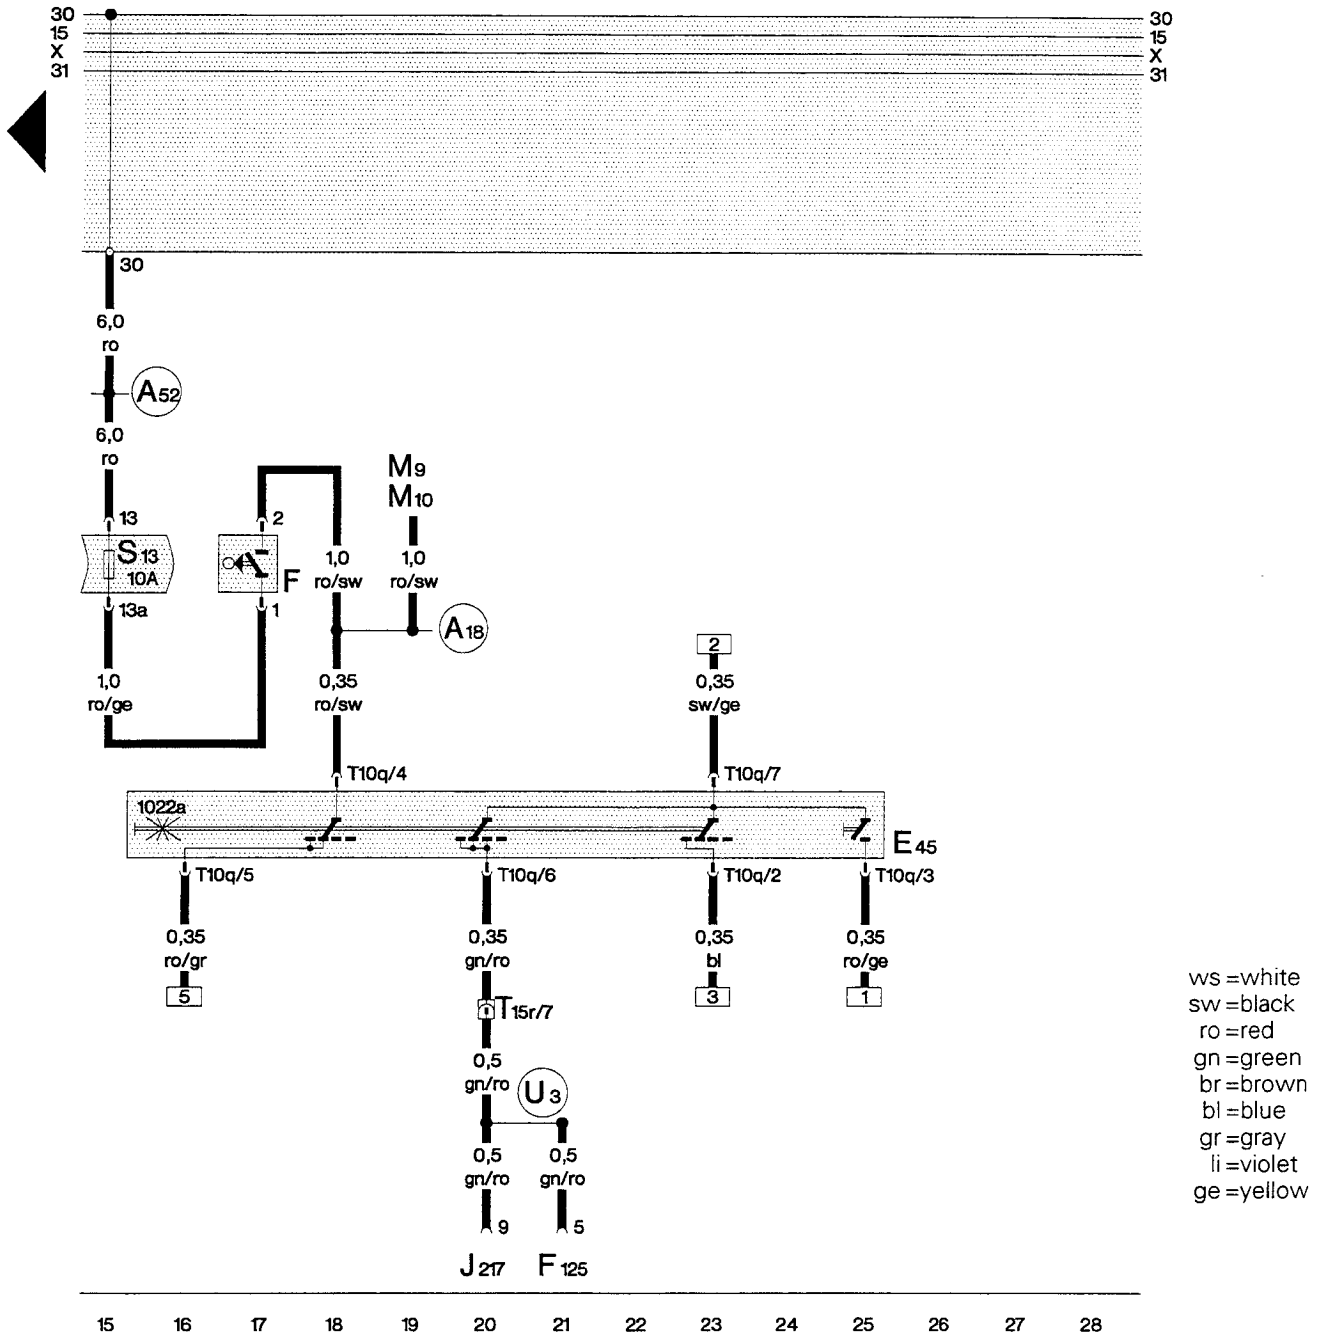 30 30
15 15
X X
31 31
30
6,0
ro
A52
6,0
ro
M9
M10
13 2
S13
10A
F
1,0 1,0
ro/sw ro/sw
13a 1
A18
2
1,0 0,35 0,35
ro/ge ro/sw sw/ge
T10q/4 T10q/7
1022a
E45
T10q/5 T10q/6 T10q/2 T10q/3
0,35 0,35 0,35 0,35
ro/gr gn/ro bl ro/ge
5 3 1
T15r/7
0,5
gn/ro
U3
0,5 0,5
gn/ro gn/ro
9 5
J217 F125
ws=white
sw=black
ro=red
gn=green
br=brown
bl=blue
gr=gray
li=violet
ge=yellow
15 16 17 18 19 20 21 22 23 24 25 26 27 28